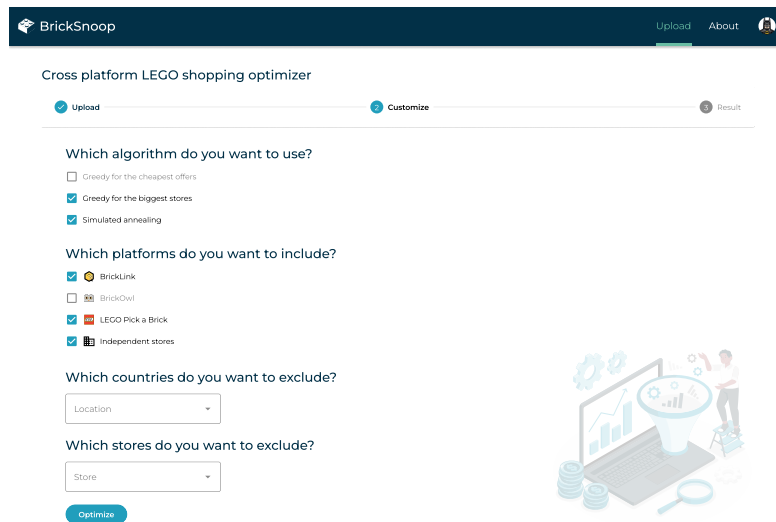 BrickSnoop
Upload
About
Cross platform LEGO shopping optimizer
Upload
2
Customize
3
Result
Which algorithm do you want to use?
Greedy for the cheapest offers
Greedy for the biggest stores
Simulated annealing
Which platforms do you want to include?
BrickLink
BrickOwl
LEGO Pick a Brick
Independent stores
Which countries do you want to exclude?
Location
Which stores do you want to exclude?
Store
Optimize